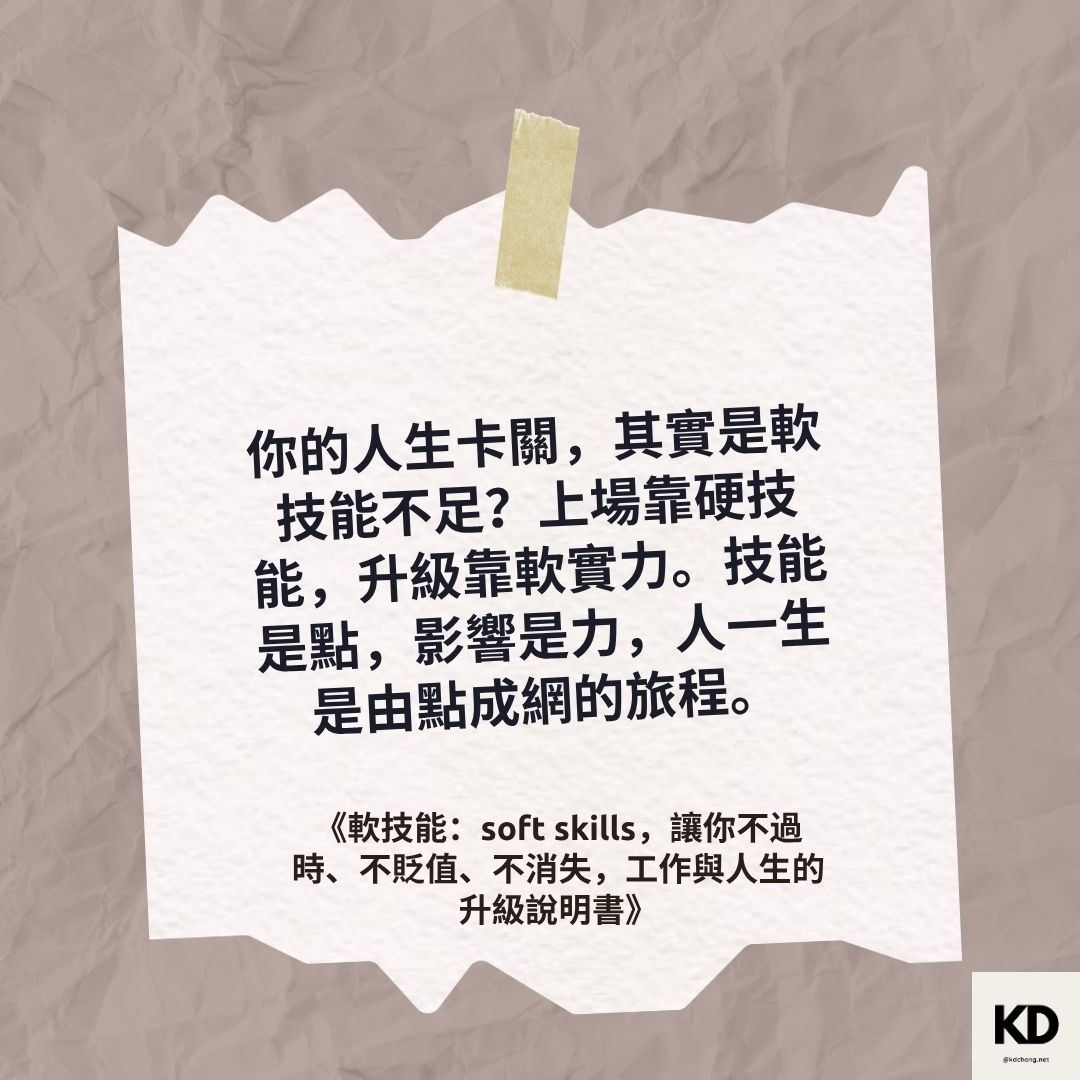 你的人生卡關，其實是軟
技能不足？上場靠硬技
能，升級靠軟實力。技能
是點，影響是力，人一生
是由點成網的旅程。
《軟技能：soft skills，讓你不過
時、不貶值、不消失，工作與人生的
升級說明書》
KD
@kdchong.net